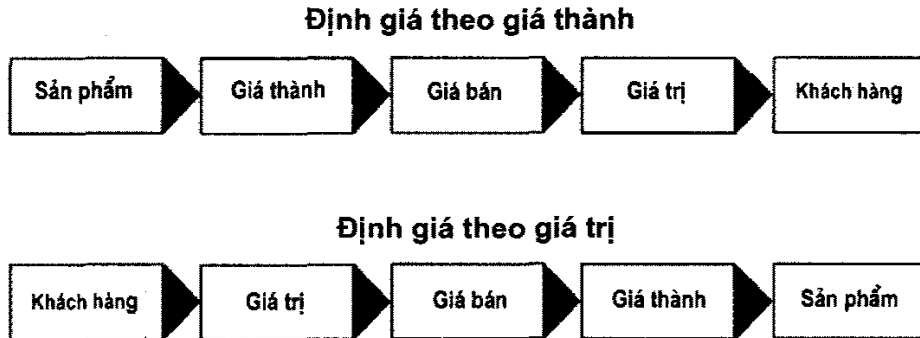 Định giá theo giá thành
Sản phẩm Giá thành Giá bán Giá trị Khách hàng
Định giá theo giá trị
Khách hàng Giá trị Giá bán Giá thành Sản phẩm